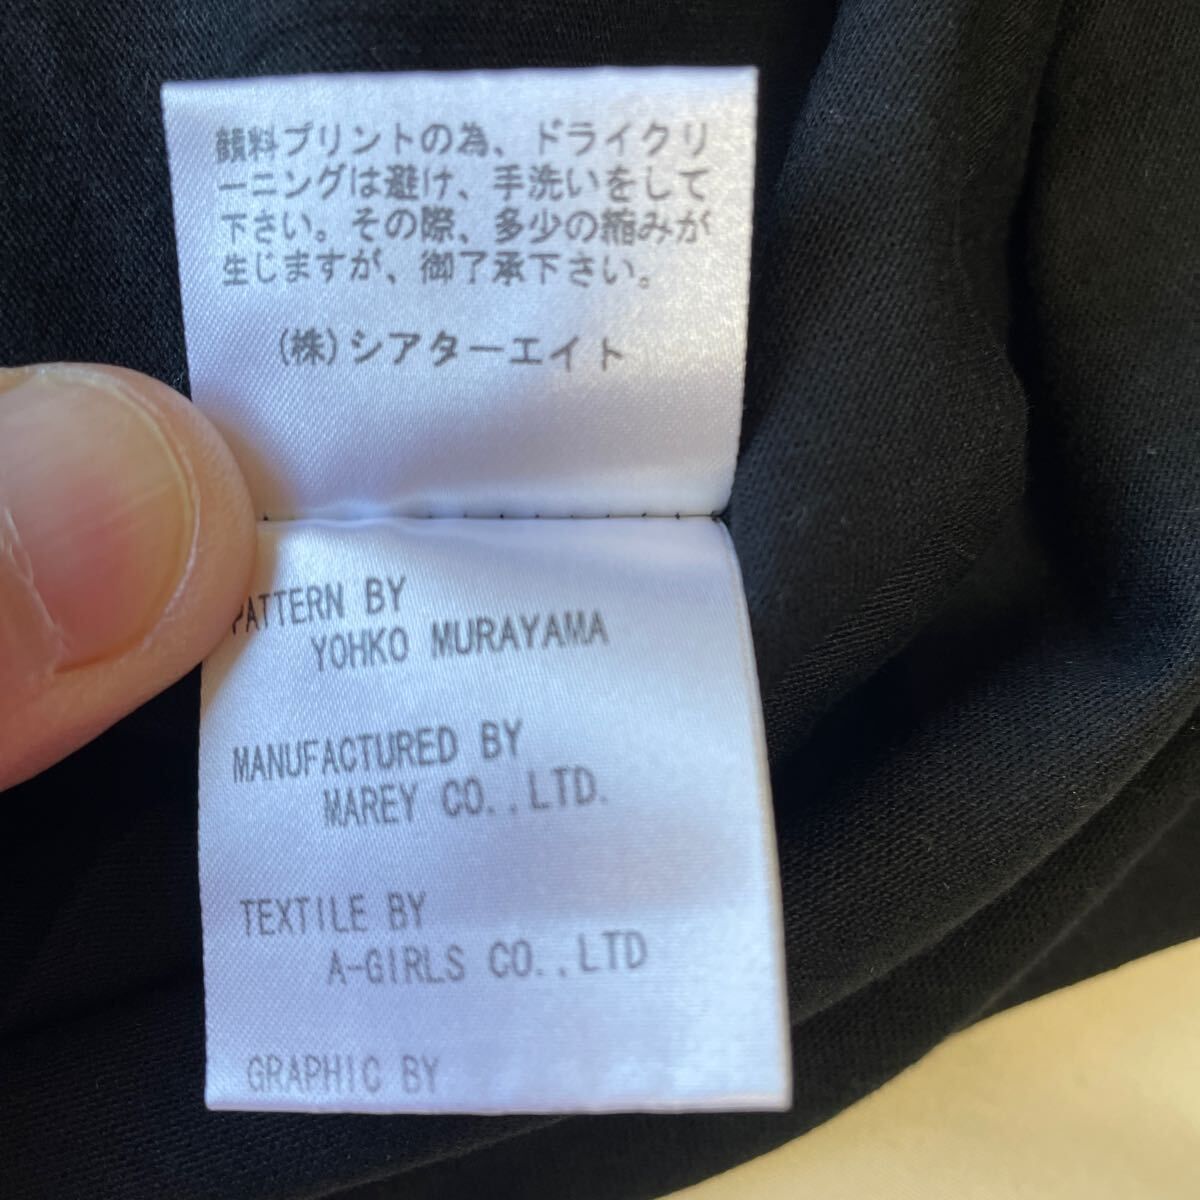 顔料プリントの為、ドライクリ
ーニングは避け、手洗いをして
下さい。その際、多少の縮みが
生じますが、御了承下さい。
(株)シアターエイト
PATTERN BY
YOHKO MURAYAMA
MANUFACTURED BY
MAREY CO.,LTD.
TEXTILE BY
A-GIRLS CO.,LTD
GRAPHIC BY